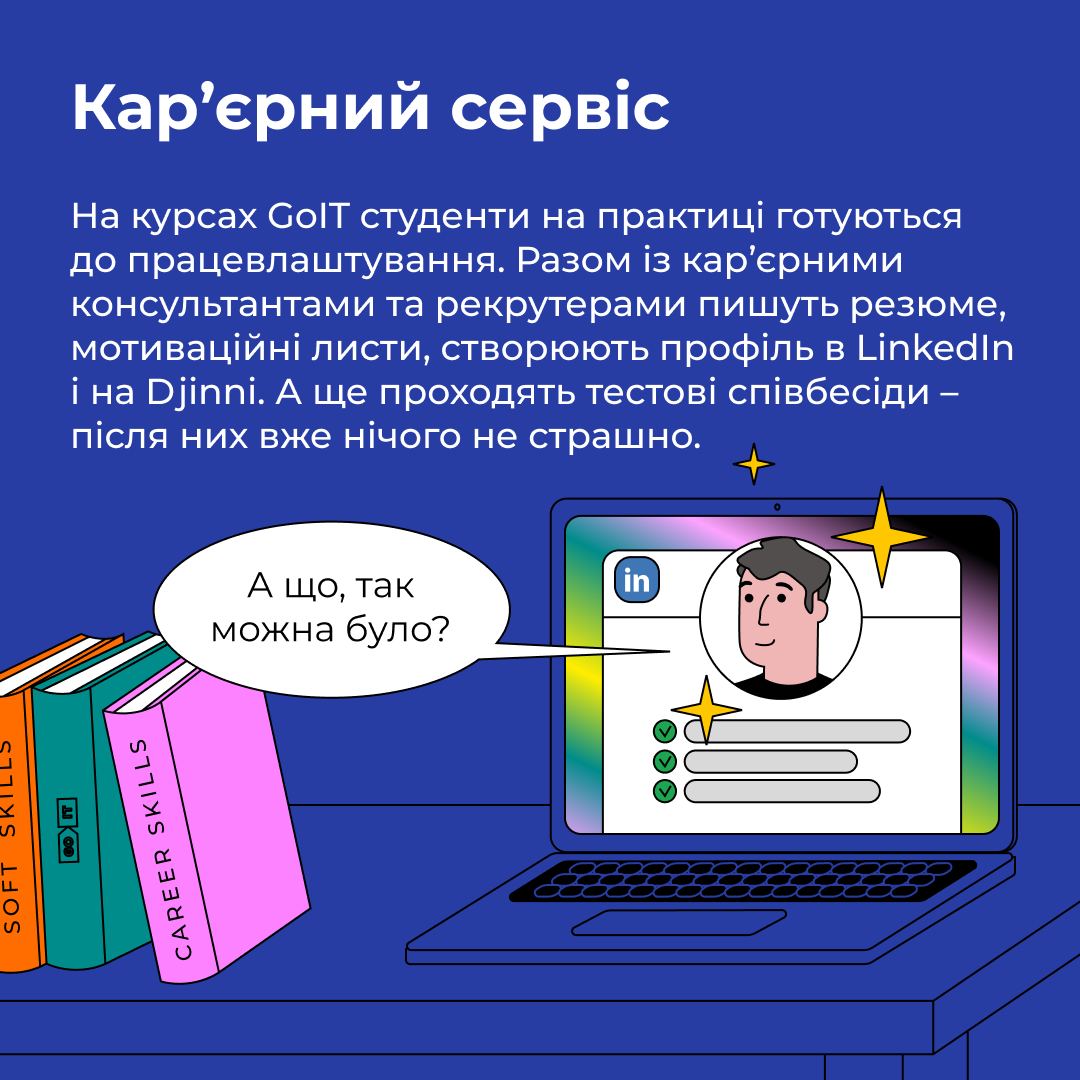 Кар’єрний сервіс
На курсах GoIT студенти на практиці готуються
до працевлаштування. Разом із кар’єрними
консультантами та рекрутерами пишуть резюме,
мотиваційні листи, створюють профіль в LinkedIn
і на Djinni. А ще проходять тестові співбесіди –
після них вже нічого не страшно.
А що, так
можна було?
in
SOFT SKILLS
GO IT
CAREER SKILLS